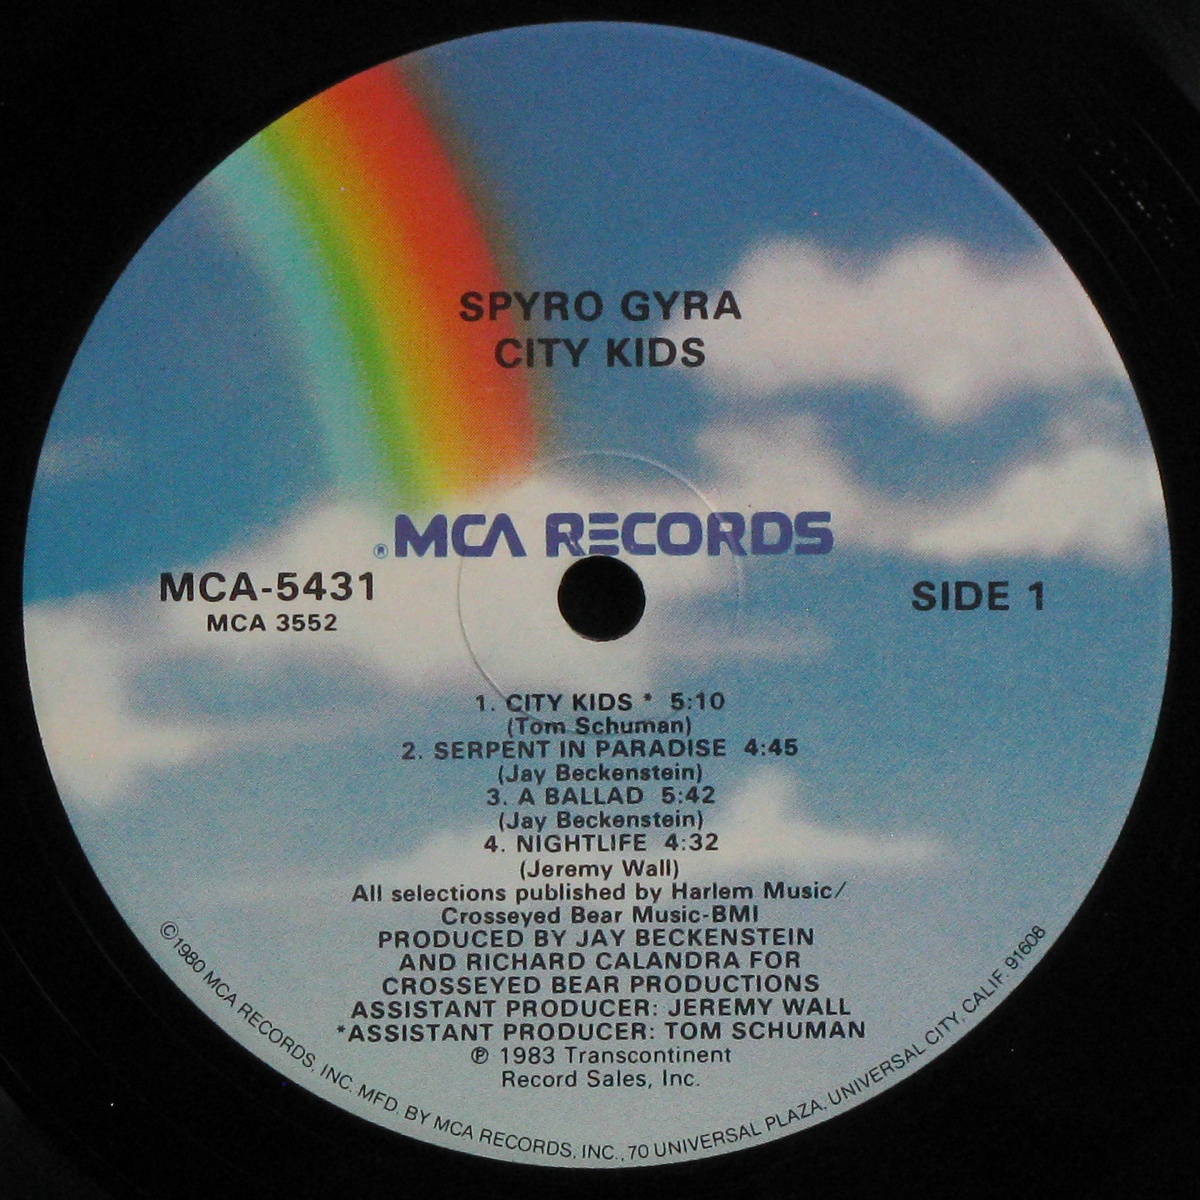 SPYRO GYRA
CITY KIDS
® MCA RECORDS
MCA-5431
MCA 3552
SIDE 1
1. CITY KIDS * 5:10
(Tom Schuman)
2. SERPENT IN PARADISE 4:45
(Jay Beckenstein)
3. A BALLAD 5:42
(Jay Beckenstein)
4. NIGHTLIFE 4:32
(Jeremy Wall)
All selections published by Harlem Music/
Crosseyed Bear Music-BMI
PRODUCED BY JAY BECKENSTEIN
AND RICHARD CALANDRA FOR
CROSSEYED BEAR PRODUCTIONS
ASSISTANT PRODUCER: JEREMY WALL
*ASSISTANT PRODUCER: TOM SCHUMAN
℗ 1983 Transcontinent
Record Sales, Inc.
©1980 MCA RECORDS, INC. MFD. BY MCA RECORDS, INC., 70 UNIVERSAL PLAZA. UNIVERSAL CITY, CALIF. 91608